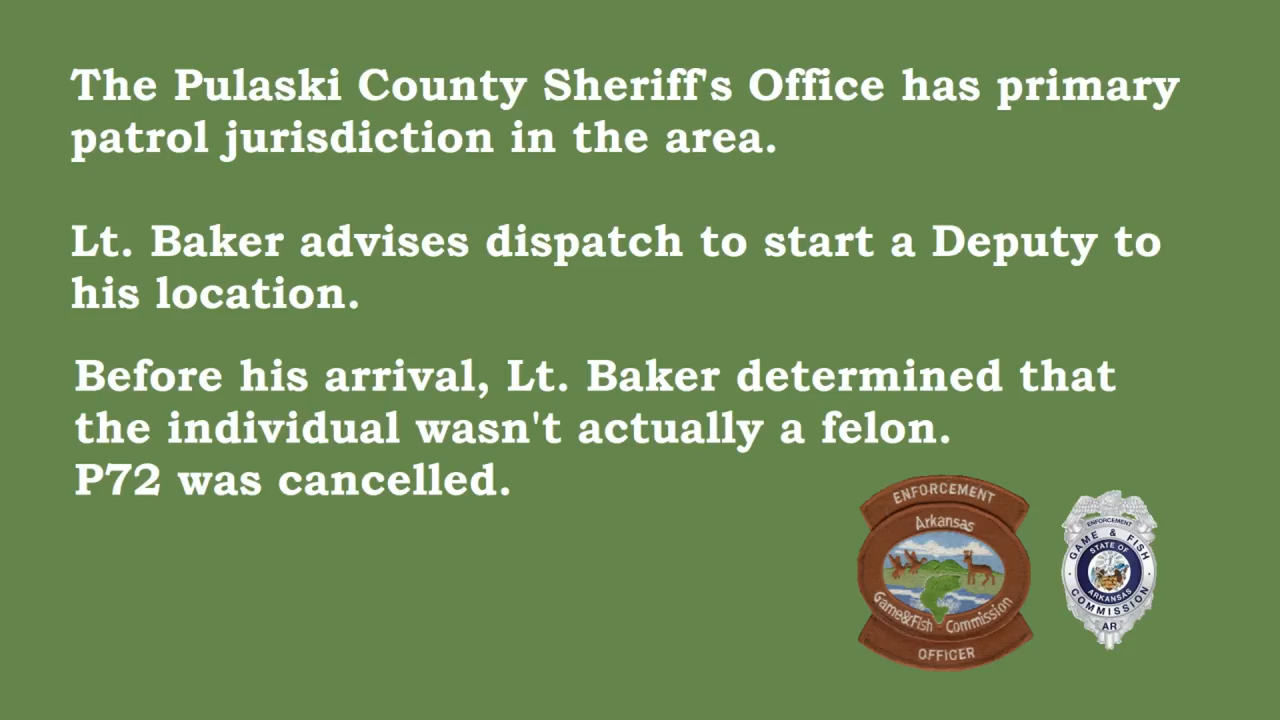 The Pulaski County Sheriff's Office has primary
patrol jurisdiction in the area.
Lt. Baker advises dispatch to start a Deputy to
his location.
Before his arrival, Lt. Baker determined that
the individual wasn't actually a felon.
P72 was cancelled.
ENFORCEMENT
Arkansas
Game&Fish Commission
OFFICER
ENFORCEMENT
GAME & FISH
STATE OF
ARKANSAS
COMMISSION
AR